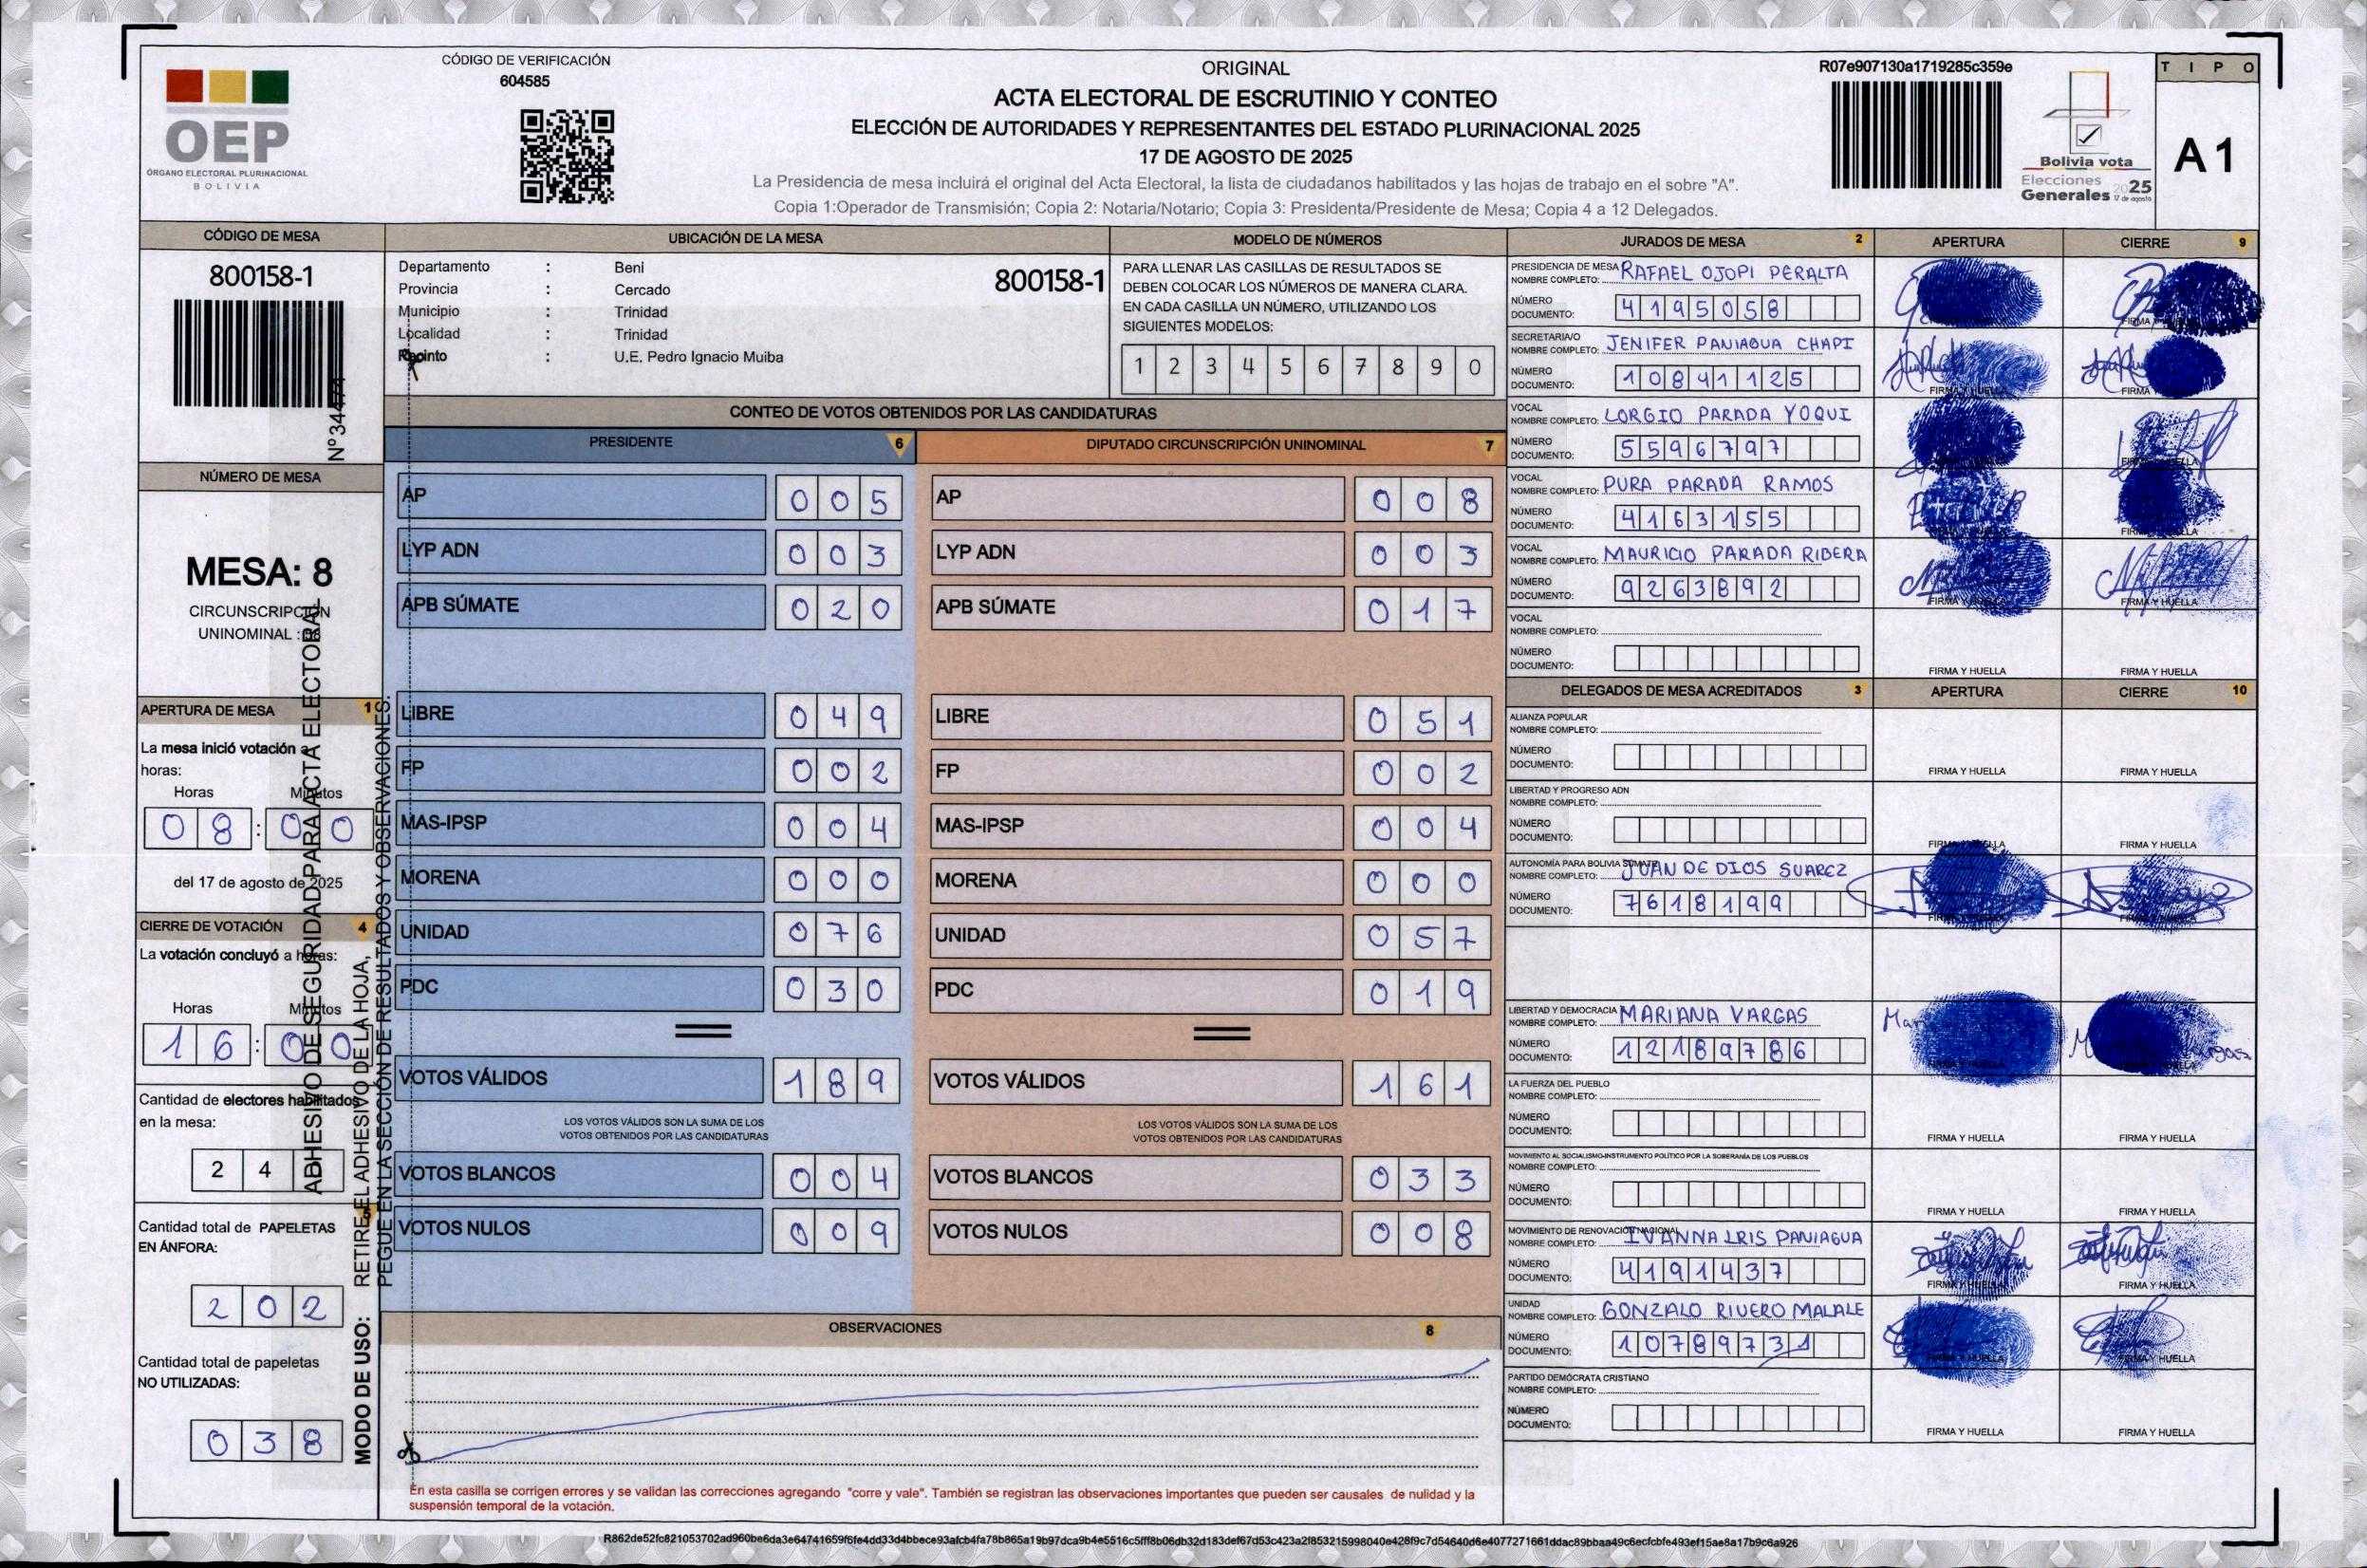 CÓDIGO DE VERIFICACIÓN
604585
OEP
ÓRGANO ELECTORAL PLURINACIONAL
BOLIVIA
ORIGINAL
ACTA ELECTORAL DE ESCRUTINIO Y CONTEO
ELECCIÓN DE AUTORIDADES Y REPRESENTANTES DEL ESTADO PLURINACIONAL 2025
17 DE AGOSTO DE 2025
La Presidencia de mesa incluirá el original del Acta Electoral, la lista de ciudadanos habilitados y las hojas de trabajo en el sobre "A".
Copia 1:Operador de Transmisión; Copia 2: Notaria/Notario; Copia 3: Presidenta/Presidente de Mesa; Copia 4 a 12 Delegados.
R07e907130a1719285c359e
Bolivia vota
Elecciones
Generales 2025
17 de agosto
TIPO
A1
CÓDIGO DE MESA
800158-1
NÚMERO DE MESA
MESA: 8
CIRCUNSCRIPCIÓN
UNINOMINAL :
APERTURA DE MESA 1
La mesa inició votación a
horas:
Horas Minutos
08:00
del 17 de agosto de 2025
CIERRE DE VOTACIÓN 4
La votación concluyó a horas:
Horas Minutos
16:00
Cantidad de electores habilitados
en la mesa:
2 4
5
Cantidad total de PAPELETAS
EN ÁNFORA:
202
Cantidad total de papeletas
NO UTILIZADAS:
038
ADHESIVO DE SEGURIDAD PARA ACTA ELECTORAL
MODO DE USO: RETIRE EL ADHESIVO DE LA HOJA,
PEGUE EN LA SECCIÓN DE RESULTADOS Y OBSERVACIONES.
UBICACIÓN DE LA MESA
Departamento : Beni
800158-1
Provincia : Cercado
Municipio : Trinidad
Localidad : Trinidad
Recinto : U.E. Pedro Ignacio Muiba
MODELO DE NÚMEROS
PARA LLENAR LAS CASILLAS DE RESULTADOS SE
DEBEN COLOCAR LOS NÚMEROS DE MANERA CLARA.
EN CADA CASILLA UN NÚMERO, UTILIZANDO LOS
SIGUIENTES MODELOS:
1 2 3 4 5 6 7 8 9 0
CONTEO DE VOTOS OBTENIDOS POR LAS CANDIDATURAS
PRESIDENTE 6
AP 005
LYP ADN 003
APB SÚMATE 020
LIBRE 049
FP 002
MAS-IPSP 004
MORENA 000
UNIDAD 076
PDC 030
VOTOS VÁLIDOS 189
LOS VOTOS VÁLIDOS SON LA SUMA DE LOS
VOTOS OBTENIDOS POR LAS CANDIDATURAS
VOTOS BLANCOS 004
VOTOS NULOS 009
DIPUTADO CIRCUNSCRIPCIÓN UNINOMINAL 7
AP 008
LYP ADN 003
APB SÚMATE 017
LIBRE 051
FP 002
MAS-IPSP 004
MORENA 000
UNIDAD 057
PDC 019
VOTOS VÁLIDOS 161
LOS VOTOS VÁLIDOS SON LA SUMA DE LOS
VOTOS OBTENIDOS POR LAS CANDIDATURAS
VOTOS BLANCOS 033
VOTOS NULOS 008
OBSERVACIONES 8
En esta casilla se corrigen errores y se validan las correcciones agregando "corre y vale". También se registran las observaciones importantes que pueden ser causales de nulidad y la
suspensión temporal de la votación.
JURADOS DE MESA 2 APERTURA CIERRE 9
PRESIDENCIA DE MESA
NOMBRE COMPLETO: RAFAEL OJOPI PERALTA
NÚMERO
DOCUMENTO: 4195058
SECRETARIA/O
NOMBRE COMPLETO: JENIFER PANIAGUA CHAPI
NÚMERO
DOCUMENTO: 10841125
FIRMA Y HUELLA FIRMA Y HUELLA
VOCAL
NOMBRE COMPLETO: LORGIO PARADA YOQUI
NÚMERO
DOCUMENTO: 5596797
VOCAL
NOMBRE COMPLETO: PURA PARADA RAMOS
NÚMERO
DOCUMENTO: 4163155
VOCAL
NOMBRE COMPLETO: MAURICIO PARADA RIBERA
NÚMERO
DOCUMENTO: 9263892
FIRMA Y HUELLA FIRMA Y HUELLA
VOCAL
NOMBRE COMPLETO:
NÚMERO
DOCUMENTO:
FIRMA Y HUELLA FIRMA Y HUELLA
DELEGADOS DE MESA ACREDITADOS 3 APERTURA CIERRE 10
ALIANZA POPULAR
NOMBRE COMPLETO:
NÚMERO
DOCUMENTO:
FIRMA Y HUELLA FIRMA Y HUELLA
LIBERTAD Y PROGRESO ADN
NOMBRE COMPLETO:
NÚMERO
DOCUMENTO:
FIRMA Y HUELLA FIRMA Y HUELLA
AUTONOMÍA PARA BOLIVIA SÚMATE
NOMBRE COMPLETO: JUAN DE DIOS SUAREZ
NÚMERO
DOCUMENTO: 7618199
LIBERTAD Y DEMOCRACIA
NOMBRE COMPLETO: MARIANA VARGAS
NÚMERO
DOCUMENTO: 12189786
LA FUERZA DEL PUEBLO
NOMBRE COMPLETO:
NÚMERO
DOCUMENTO:
FIRMA Y HUELLA FIRMA Y HUELLA
MOVIMIENTO AL SOCIALISMO-INSTRUMENTO POLÍTICO POR LA SOBERANÍA DE LOS PUEBLOS
NOMBRE COMPLETO:
NÚMERO
DOCUMENTO:
FIRMA Y HUELLA FIRMA Y HUELLA
MOVIMIENTO DE RENOVACIÓN NACIONAL
NOMBRE COMPLETO: IVANNA IRIS PANIAGUA
NÚMERO
DOCUMENTO: 4191437
FIRMA Y HUELLA FIRMA Y HUELLA
UNIDAD
NOMBRE COMPLETO: GONZALO RIVERO MALALE
NÚMERO
DOCUMENTO: 10789731
FIRMA Y HUELLA FIRMA Y HUELLA
PARTIDO DEMÓCRATA CRISTIANO
NOMBRE COMPLETO:
NÚMERO
DOCUMENTO:
FIRMA Y HUELLA FIRMA Y HUELLA